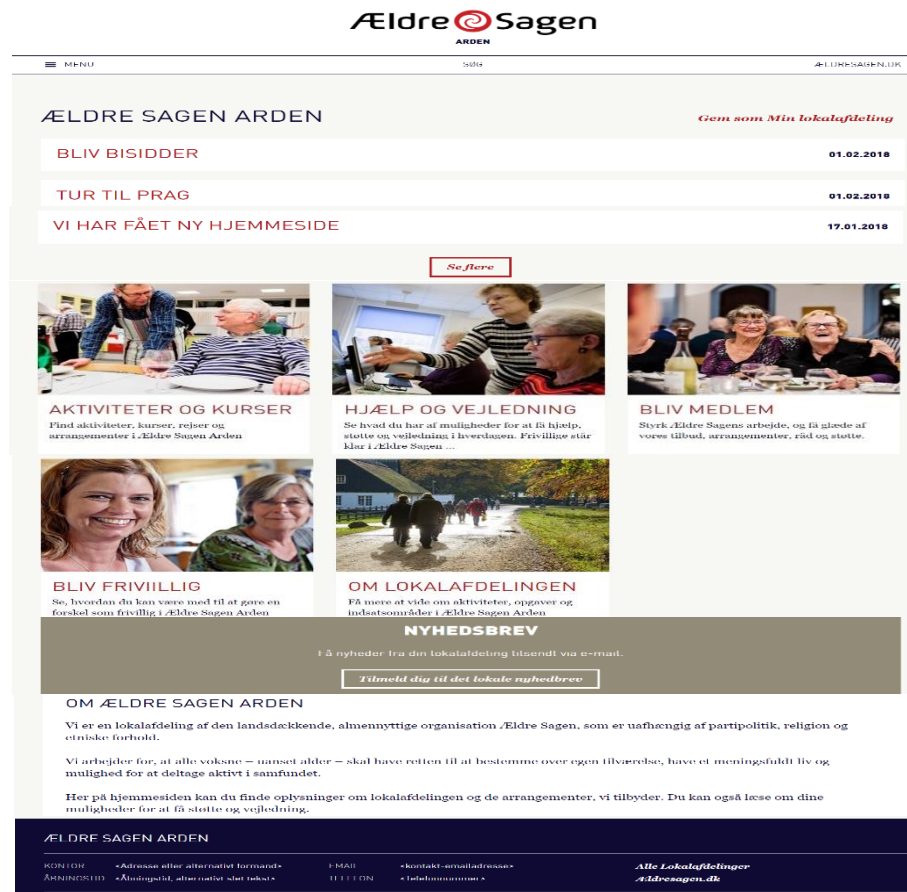 Ældre Sagen
ARDEN
MENU
SØG
ÆLDRESAGEN.DK
ÆLDRE SAGEN ARDEN
Gem som Min lokalafdeling
BLIV BISIDDER
01.02.2018
TUR TIL PRAG
01.02.2018
VI HAR FÅET NY HJEMMESIDE
17.01.2018
Se flere
AKTIVITETER OG KURSER
Find aktiviteter, kurser, rejser og
arrangementer i Ældre Sagen Arden
HJÆLP OG VEJLEDNING
Se hvad du har af muligheder for at få hjælp,
støtte og vejledning i hverdagen. Frivillige står
klar i Ældre Sagen ...
BLIV MEDLEM
Styrk Ældre Sagens arbejde, og få glæde af
vores tilbud, arrangementer, råd og støtte.
BLIV FRIVIILLIG
Se, hvordan du kan være med til at gøre en
forskel som frivillig i Ældre Sagen Arden
OM LOKALAFDELINGEN
Få mere at vide om aktiviteter, opgaver og
indsatsområder i Ældre Sagen Arden
NYHEDSBREV
Få nyheder fra din lokalafdeling tilsendt via e-mail.
Tilmeld dig til det lokale nyhedbrev
OM ÆLDRE SAGEN ARDEN
Vi er en lokalafdeling af den landsdækkende, almennyttige organisation Ældre Sagen, som er uafhængig af partipolitik, religion og
etniske forhold.
Vi arbejder for, at alle voksne – uanset alder – skal have retten til at bestemme over egen tilværelse, have et meningsfuldt liv og
mulighed for at deltage aktivt i samfundet.
Her på hjemmesiden kan du finde oplysninger om lokalafdelingen og de arrangementer, vi tilbyder. Du kan også læse om dine
muligheder for at få støtte og vejledning.
ÆLDRE SAGEN ARDEN
KONTOR <Adresse eller alternativt formand>
ÅBNINGSTID <Åbningstid, alternativt slet tekst>
EMAIL <kontakt-emailadresse>
TELEFON <Telefonnummer>
Alle Lokalafdelinger
Ældresagen.dk